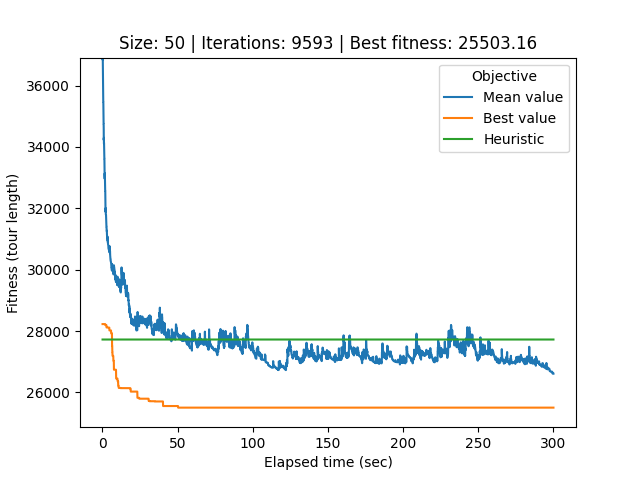 Size: 50 | Iterations: 9593 | Best fitness: 25503.16
Objective
Mean value
Best value
Heuristic
Fitness (tour length)
36000
34000
32000
30000
28000
26000
0 50 100 150 200 250 300
Elapsed time (sec)